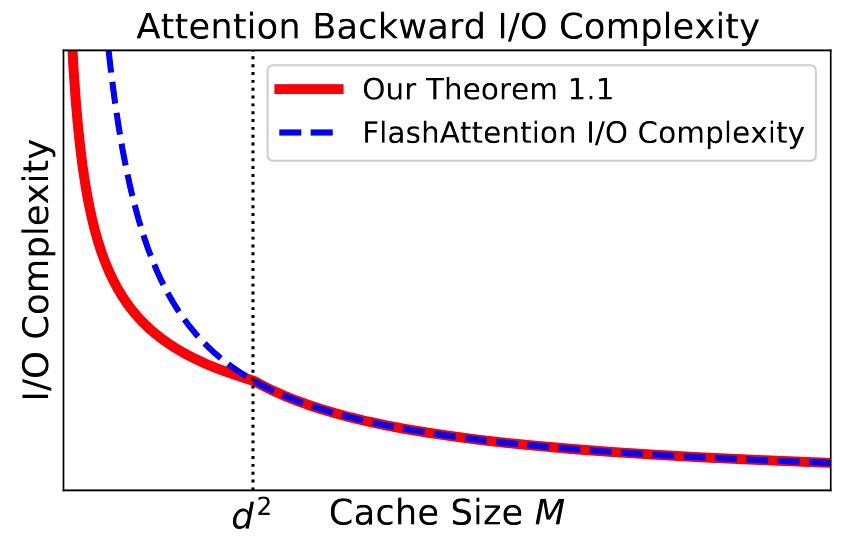 Attention Backward I/O Complexity
Our Theorem 1.1
FlashAttention I/O Complexity
I/O Complexity
d²
Cache Size M